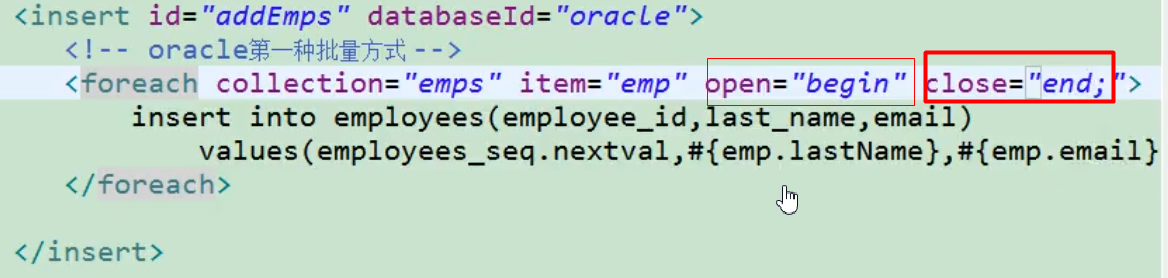 <insert id="addEmps" databaseId="oracle">
<!-- oracle第一种批量方式 -->
<foreach collection="emps" item="emp" open="begin" close="end;">
insert into employees(employee_id,last_name,email)
values(employees_seq.nextval,#{emp.lastName},#{emp.email}
</foreach>
</insert>